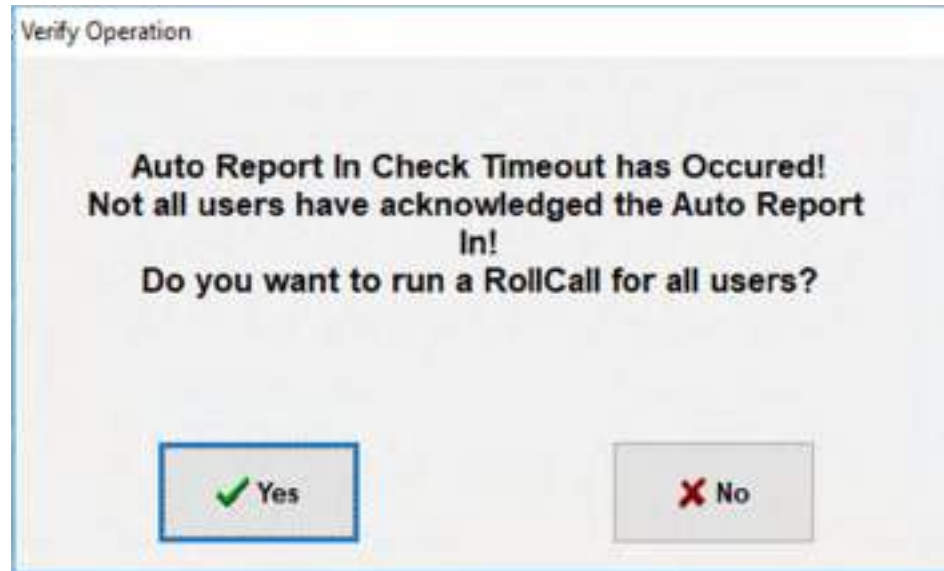 Verify Operation
Auto Report In Check Timeout has Occured!
Not all users have acknowledged the Auto Report
In!
Do you want to run a RollCall for all users?
Yes
No